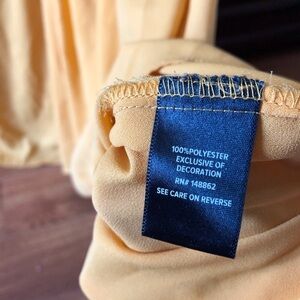 100%POLYESTER
EXCLUSIVE OF
DECORATION
RN# 148862
SEE CARE ON REVERSE